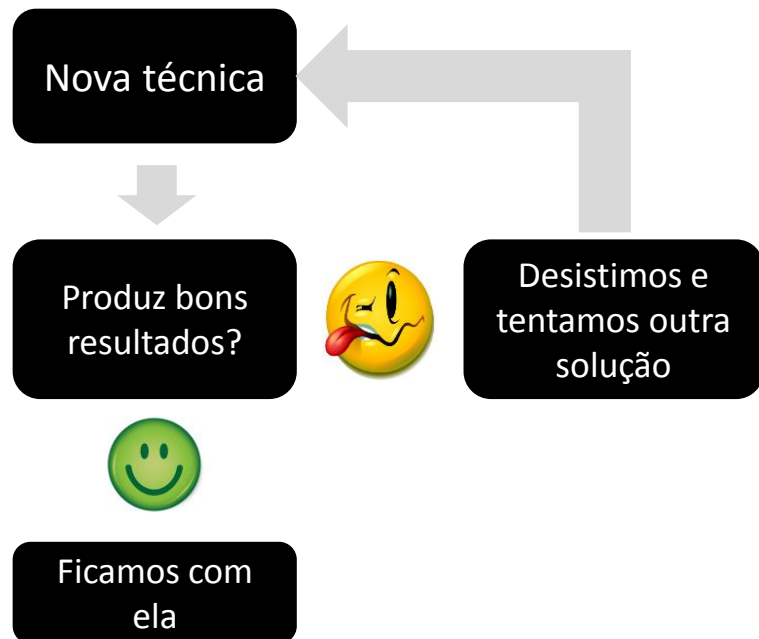 Nova técnica
Produz bons
resultados?
Desistimos e
tentamos outra
solução
Ficamos com
ela